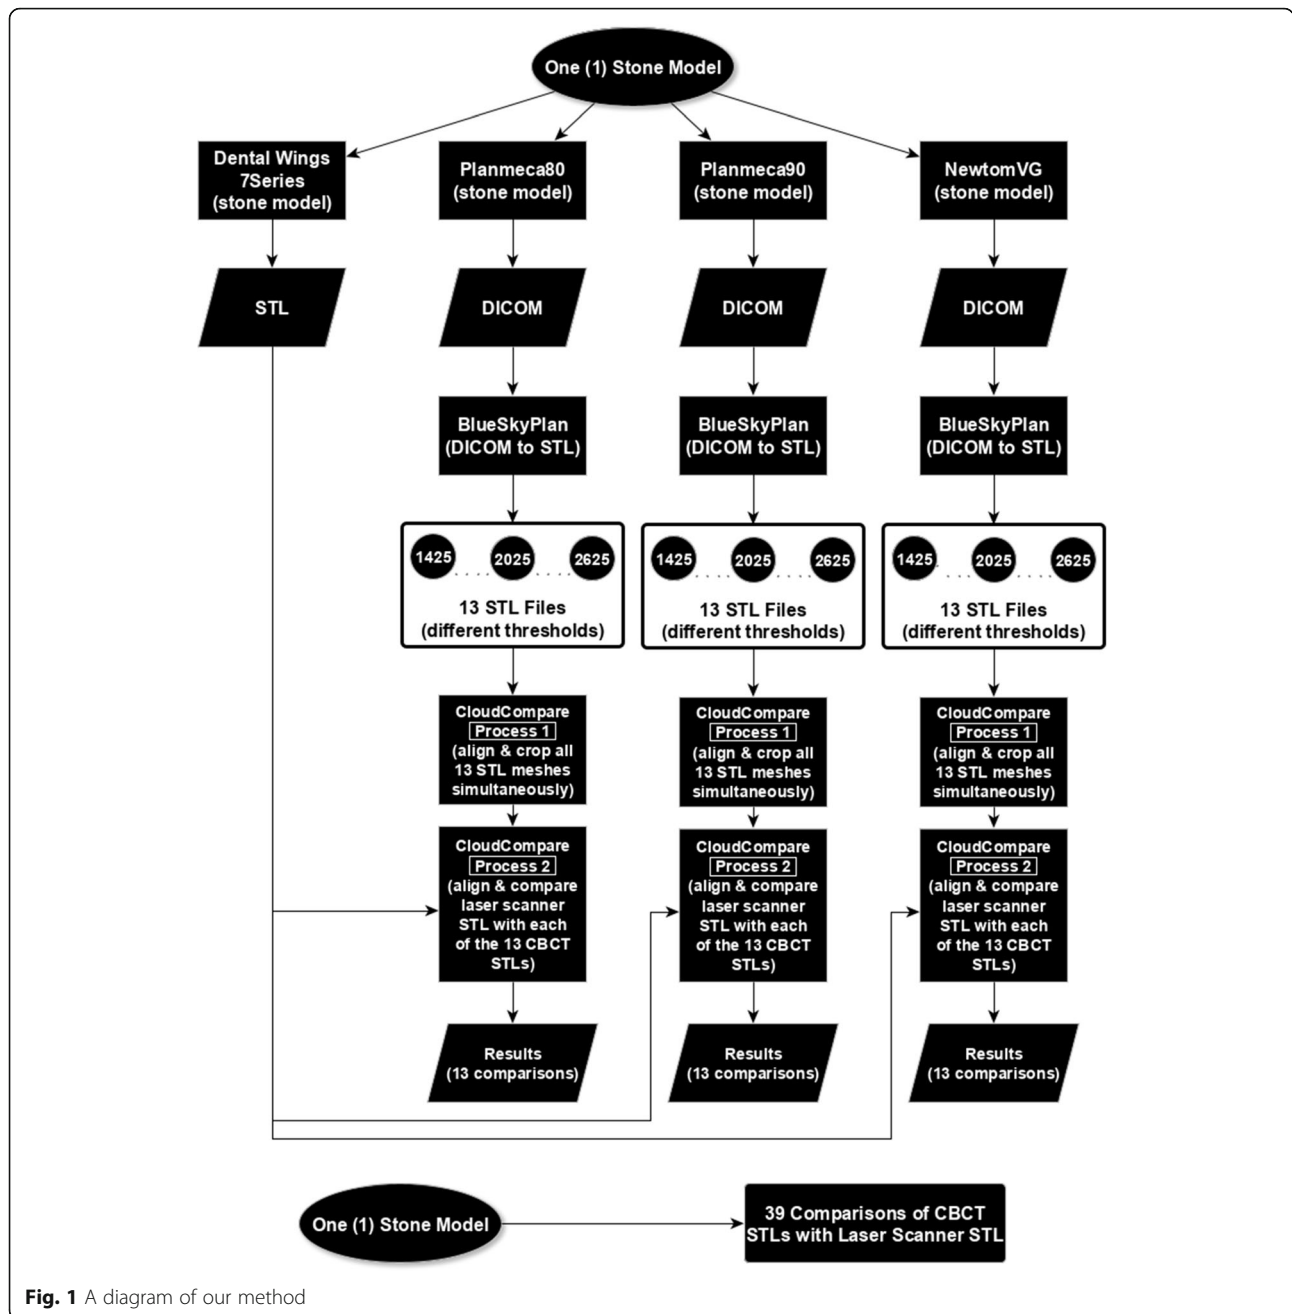 One (1) Stone Model
Dental Wings
7Series
(stone model)
Planmeca80
(stone model)
Planmeca90
(stone model)
NewtomVG
(stone model)
STL
DICOM
DICOM
DICOM
BlueSkyPlan
(DICOM to STL)
BlueSkyPlan
(DICOM to STL)
BlueSkyPlan
(DICOM to STL)
1425 2025 2625
13 STL Files
(different thresholds)
1425 2025 2625
13 STL Files
(different thresholds)
1425 2025 2625
13 STL Files
(different thresholds)
CloudCompare
Process 1
(align & crop all
13 STL meshes
simultaneously)
CloudCompare
Process 1
(align & crop all
13 STL meshes
simultaneously)
CloudCompare
Process 1
(align & crop all
13 STL meshes
simultaneously)
CloudCompare
Process 2
(align & compare
laser scanner
STL with each
of the 13 CBCT
STLs)
CloudCompare
Process 2
(align & compare
laser scanner
STL with each
of the 13 CBCT
STLs)
CloudCompare
Process 2
(align & compare
laser scanner
STL with each
of the 13 CBCT
STLs)
Results
(13 comparisons)
Results
(13 comparisons)
Results
(13 comparisons)
One (1) Stone Model
39 Comparisons of CBCT
STLs with Laser Scanner STL
Fig. 1 A diagram of our method